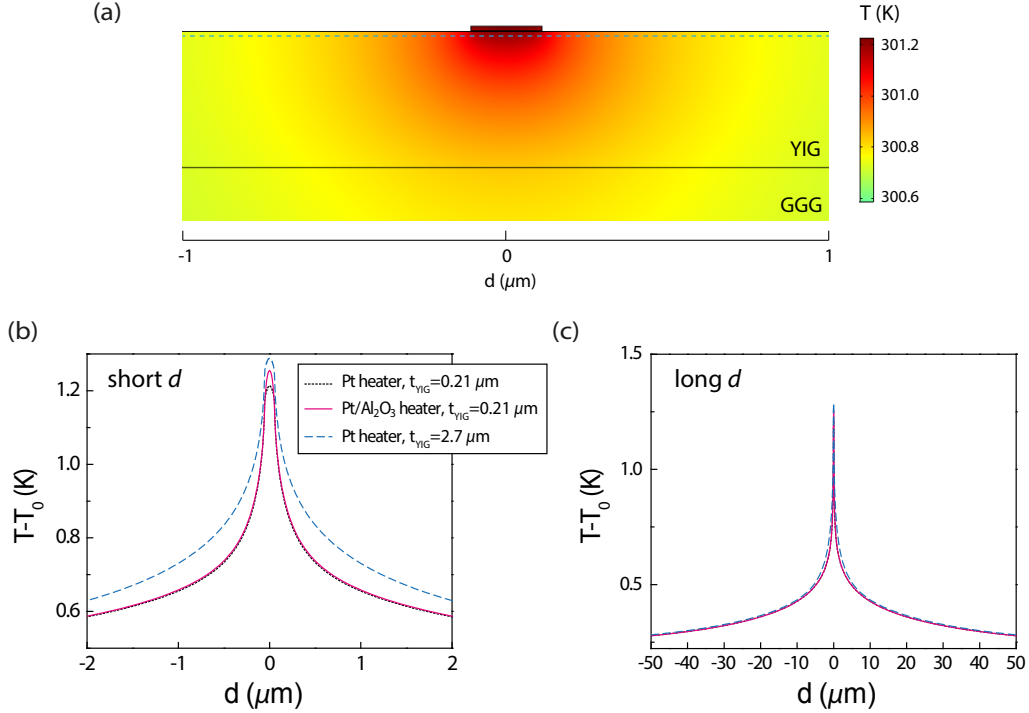 (a)
T (K)
301.2
301.0
300.8
300.6
YIG
GGG
-1
0
1
d (μm)
(b)
short d
Pt heater, tYIG=0.21 μm
Pt/Al2O3 heater, tYIG=0.21 μm
Pt heater, tYIG=2.7 μm
T-T0 (K)
1.2
1.0
0.8
0.6
-2
-1
0
1
2
d (μm)
(c)
long d
T-T0 (K)
1.5
1.0
0.5
-50
-40
-30
-20
-10
0
10
20
30
40
50
d (μm)